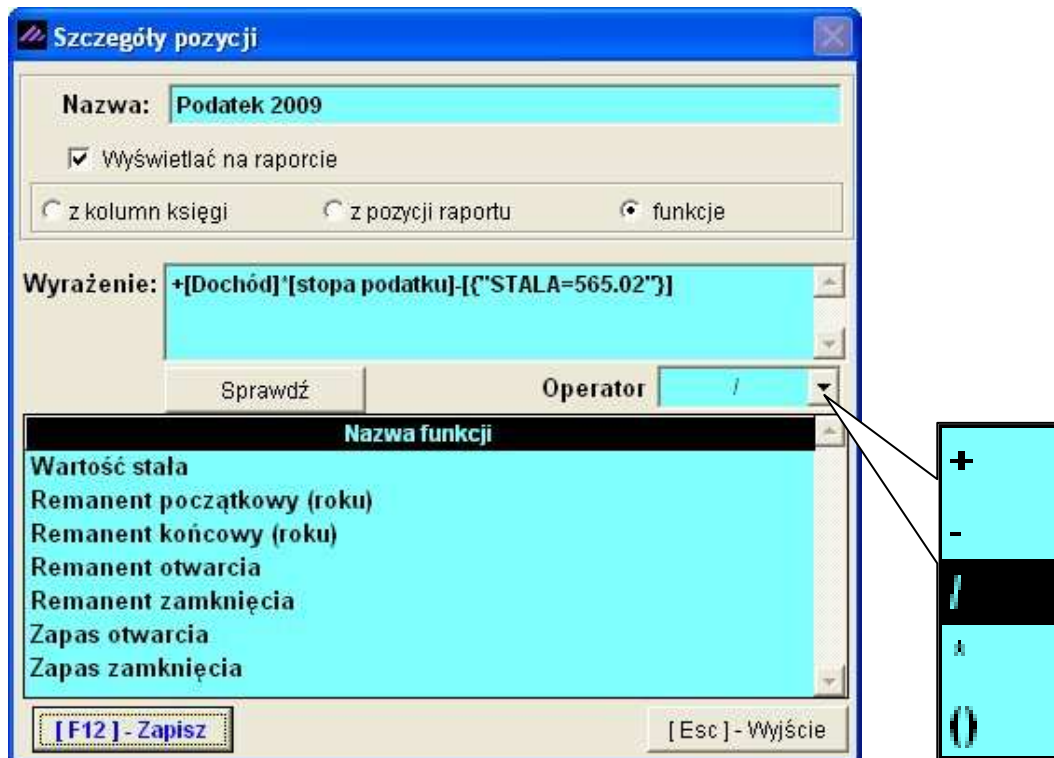 Szczegóły pozycji
Nazwa: Podatek 2009
Wyświetlać na raporcie
z kolumn księgi z pozycji raportu funkcje
Wyrażenie: +[Dochód]*[stopa podatku]-[{"STALA=565.02"}]
Sprawdź Operator /
Nazwa funkcji
Wartość stała
Remanent początkowy (roku)
Remanent końcowy (roku)
Remanent otwarcia
Remanent zamknięcia
Zapas otwarcia
Zapas zamknięcia
[ F12 ] - Zapisz [ Esc ] - Wyjście
+
-
/
*
()